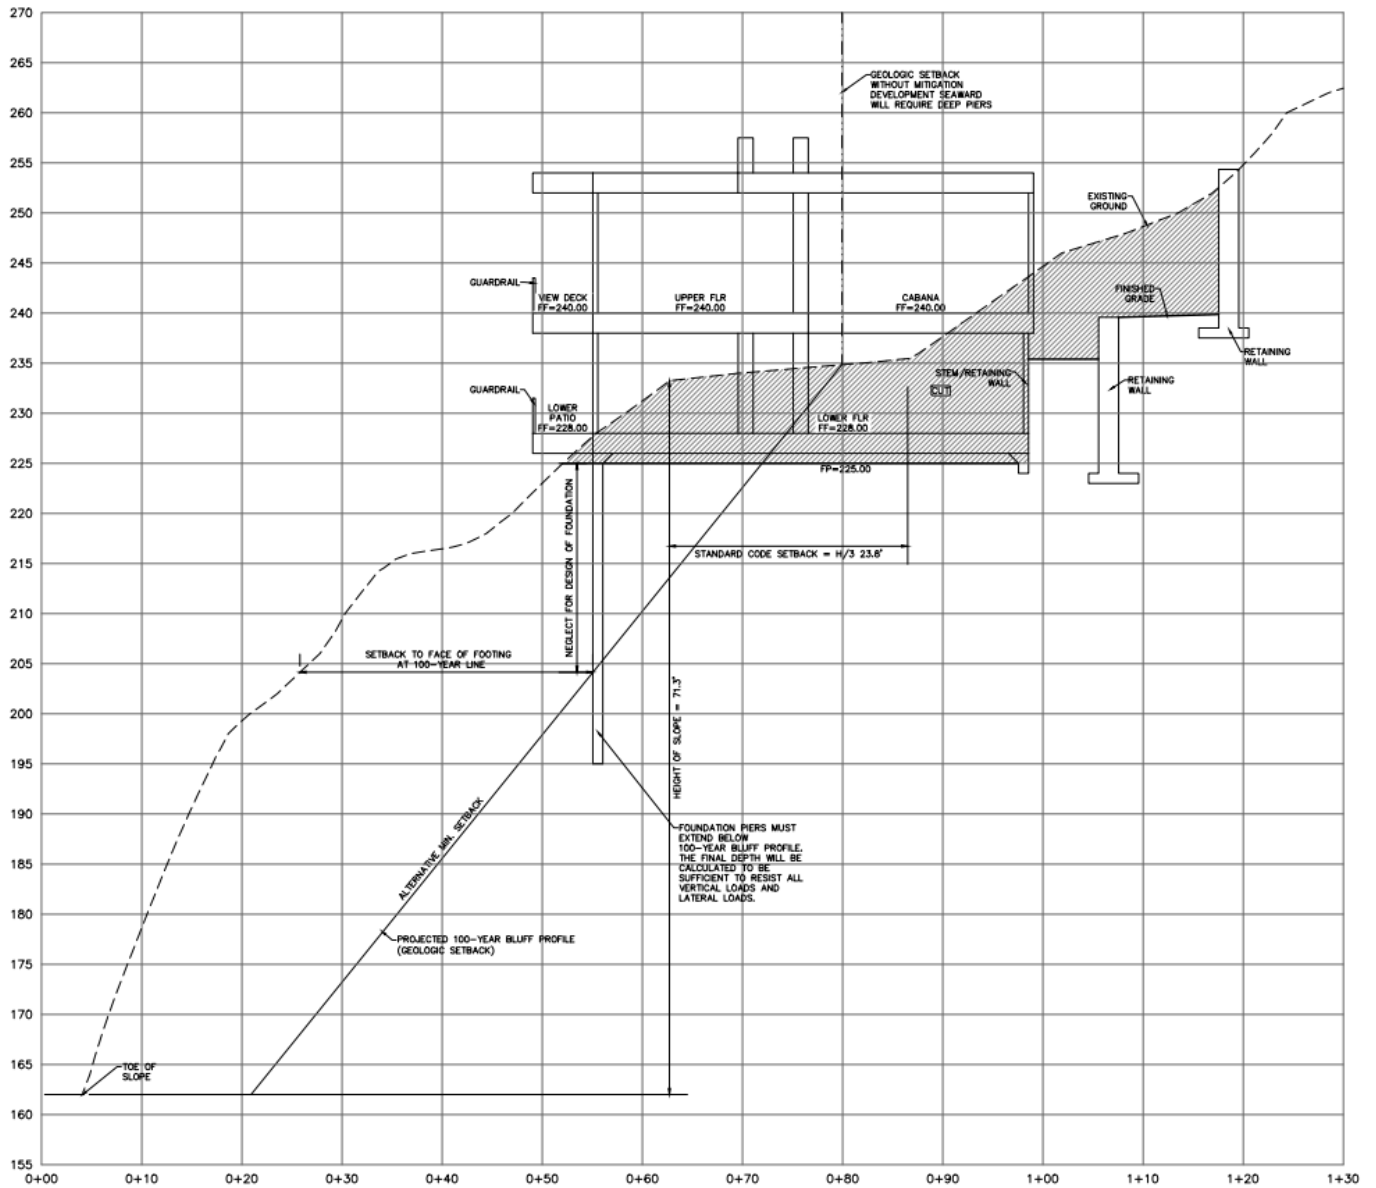 270
265
260
255
250
245
240
235
230
225
220
215
210
205
200
195
190
185
180
175
170
165
160
155
0+00
0+10
0+20
0+30
0+40
0+50
0+60
0+70
0+80
0+90
1+00
1+10
1+20
1+30
GEOLOGIC SETBACK
WITHOUT MITIGATION
DEVELOPMENT SEAWARD
WILL REQUIRE DEEP PIERS
EXISTING
GROUND
GUARDRAIL
VIEW DECK
FF=240.00
UPPER FLR
FF=240.00
CABANA
FF=240.00
FINISHED
GRADE
RETAINING
WALL
STEM/RETAINING
WALL
RETAINING
WALL
CUT
GUARDRAIL
LOWER
PATIO
FF=228.00
LOWER FLR
FF=228.00
FP=225.00
NEGLECT FOR DESIGN OF FOUNDATION
STANDARD CODE SETBACK = H/3 23.8'
SETBACK TO FACE OF FOOTING
AT 100-YEAR LINE
HEIGHT OF SLOPE = 71.3'
ALTERNATIVE MIN. SETBACK
FOUNDATION PIERS MUST
EXTEND BELOW
100-YEAR BLUFF PROFILE.
THE FINAL DEPTH WILL BE
CALCULATED TO BE
SUFFICIENT TO RESIST ALL
VERTICAL LOADS AND
LATERAL LOADS.
PROJECTED 100-YEAR BLUFF PROFILE
(GEOLOGIC SETBACK)
TOE OF
SLOPE